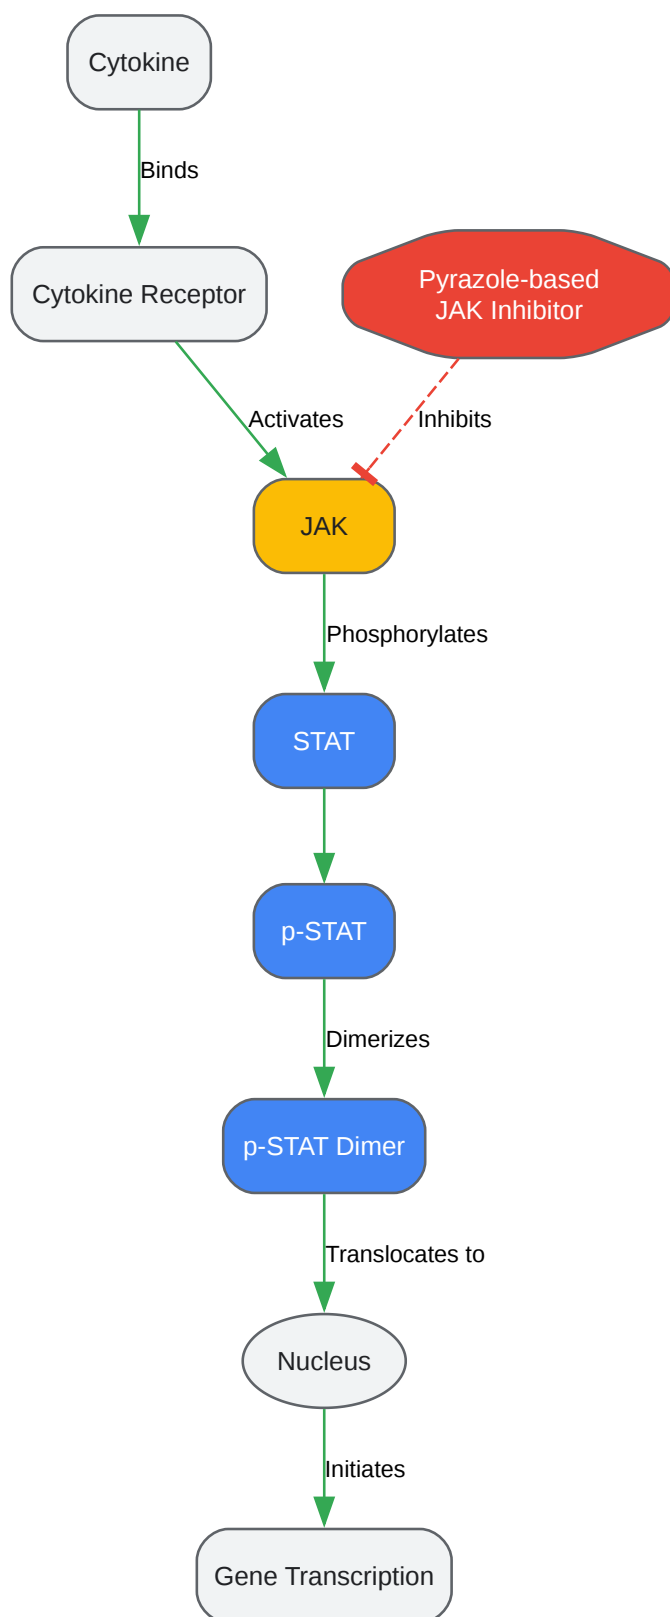 Cytokine
Binds
Cytokine Receptor
Pyrazole-based
JAK Inhibitor
Activates
Inhibits
JAK
Phosphorylates
STAT
p-STAT
Dimerizes
p-STAT Dimer
Translocates to
Nucleus
Initiates
Gene Transcription